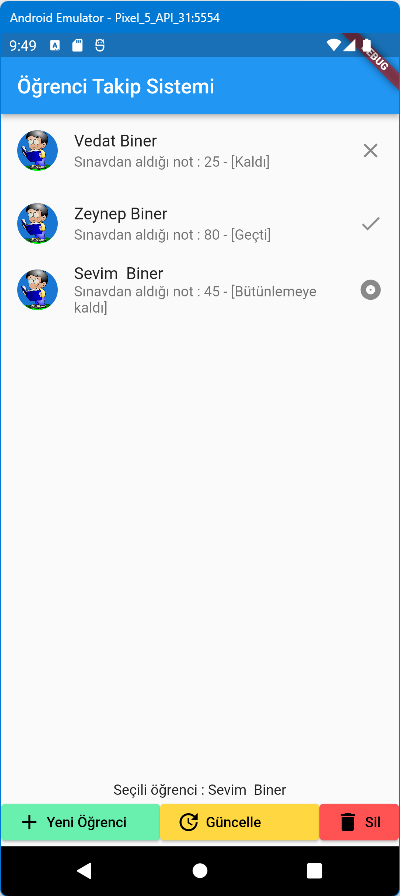 Android Emulator - Pixel_5_API_31:5554
9:49
DEBUG
Öğrenci Takip Sistemi
Vedat Biner
Sınavdan aldığı not : 25 - [Kaldı]
Zeynep Biner
Sınavdan aldığı not : 80 - [Geçti]
Sevim  Biner
Sınavdan aldığı not : 45 - [Bütünlemeye
kaldı]
Seçili öğrenci : Sevim  Biner
Yeni Öğrenci
Güncelle
Sil